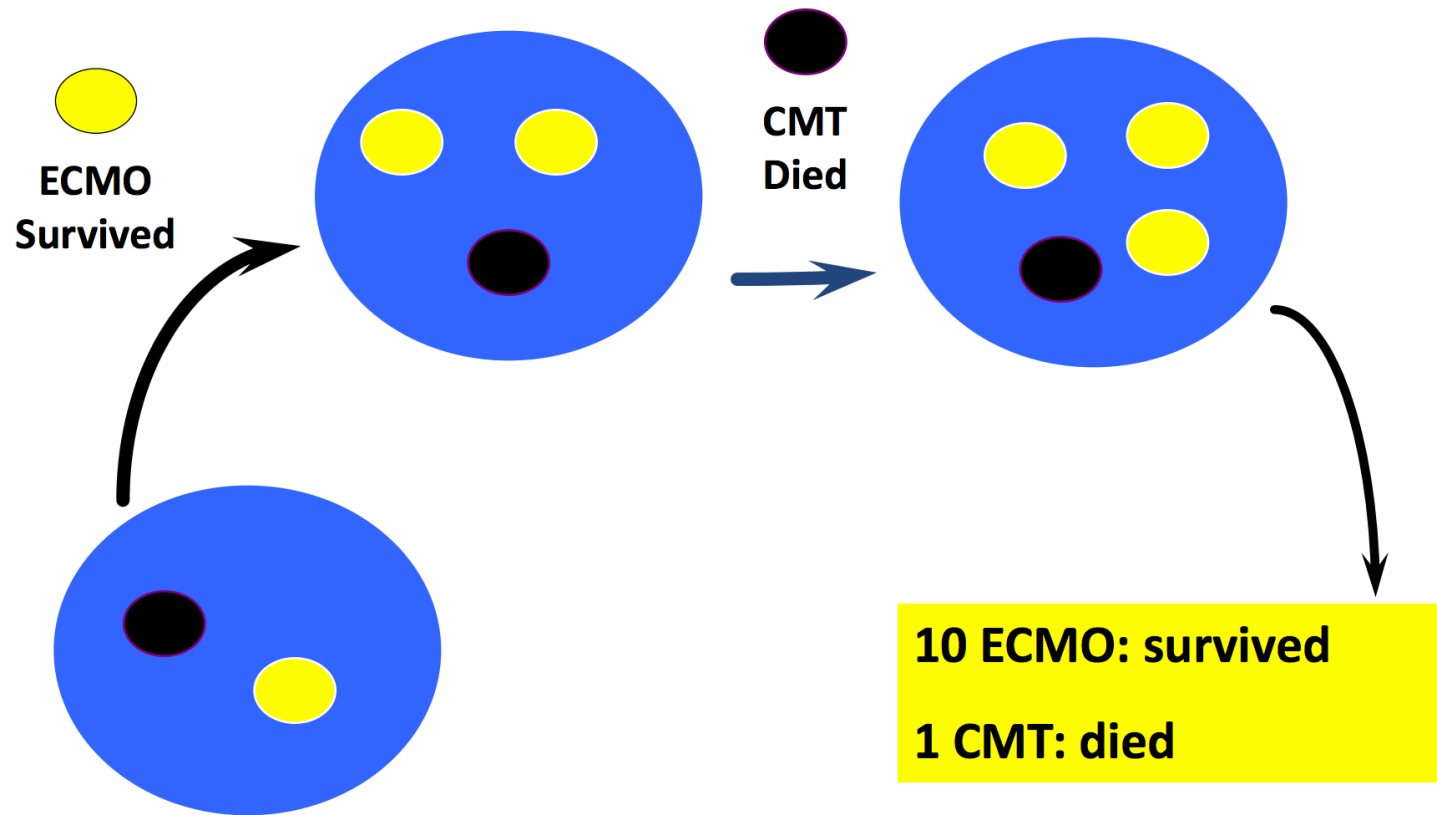 ECMO
Survived
CMT
Died
10 ECMO: survived
1 CMT: died